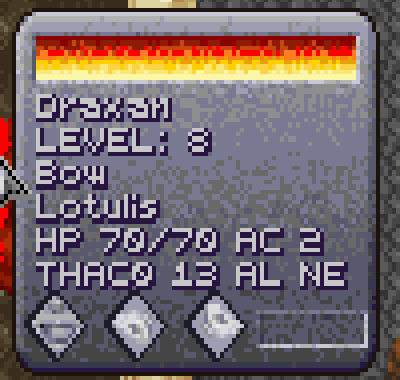 Draxan
LEVEL: 8
Bow
Lotulis
HP 70/70 AC 2
THAC0 13 AL NE